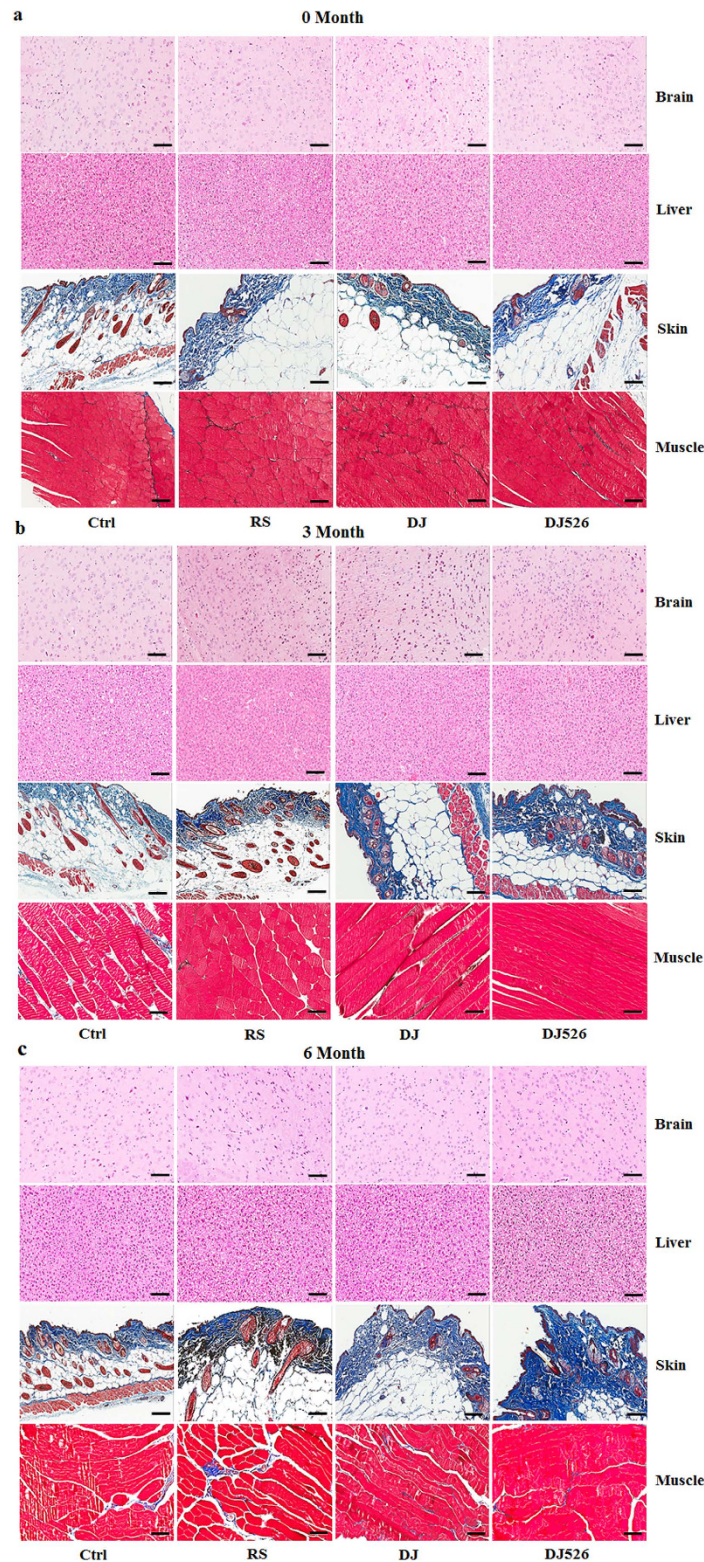 a
0 Month
Brain
Liver
Skin
Muscle
Ctrl RS DJ DJ526
b
3 Month
Brain
Liver
Skin
Muscle
Ctrl RS DJ DJ526
c
6 Month
Brain
Liver
Skin
Muscle
Ctrl RS DJ DJ526